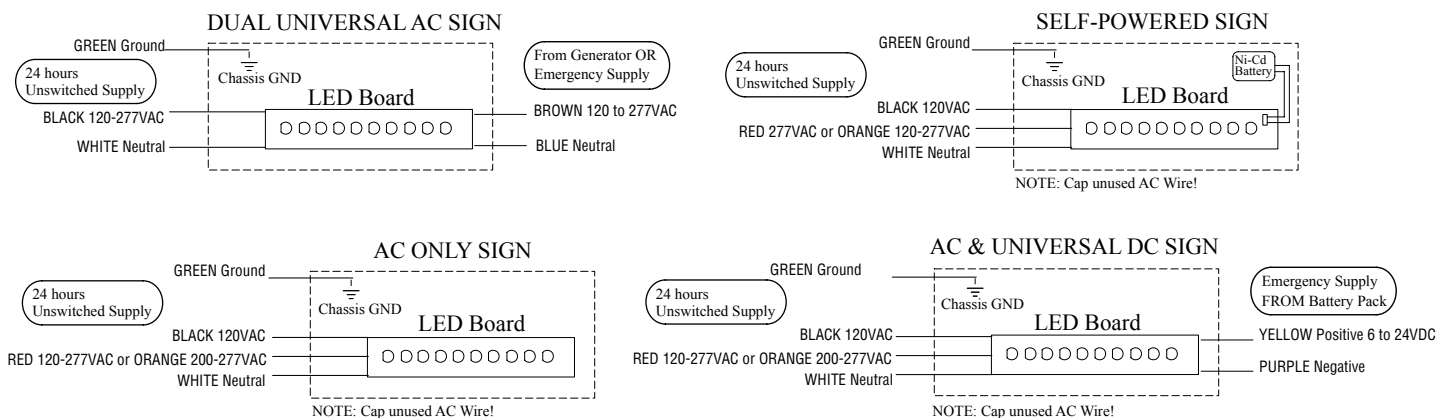 DUAL UNIVERSAL AC SIGN
GREEN Ground
24 hours
Unswitched Supply
Chassis GND
From Generator OR
Emergency Supply
LED Board
BLACK 120-277VAC
BROWN 120 to 277VAC
WHITE Neutral
BLUE Neutral
SELF-POWERED SIGN
GREEN Ground
24 hours
Unswitched Supply
Chassis GND
Ni-Cd
Battery
LED Board
BLACK 120VAC
RED 277VAC or ORANGE 120-277VAC
WHITE Neutral
NOTE: Cap unused AC Wire!
AC ONLY SIGN
GREEN Ground
24 hours
Unswitched Supply
Chassis GND
LED Board
BLACK 120VAC
RED 120-277VAC or ORANGE 200-277VAC
WHITE Neutral
NOTE: Cap unused AC Wire!
AC & UNIVERSAL DC SIGN
GREEN Ground
24 hours
Unswitched Supply
Chassis GND
Emergency Supply
FROM Battery Pack
LED Board
BLACK 120VAC
YELLOW Positive 6 to 24VDC
RED 120-277VAC or ORANGE 200-277VAC
PURPLE Negative
WHITE Neutral
NOTE: Cap unused AC Wire!